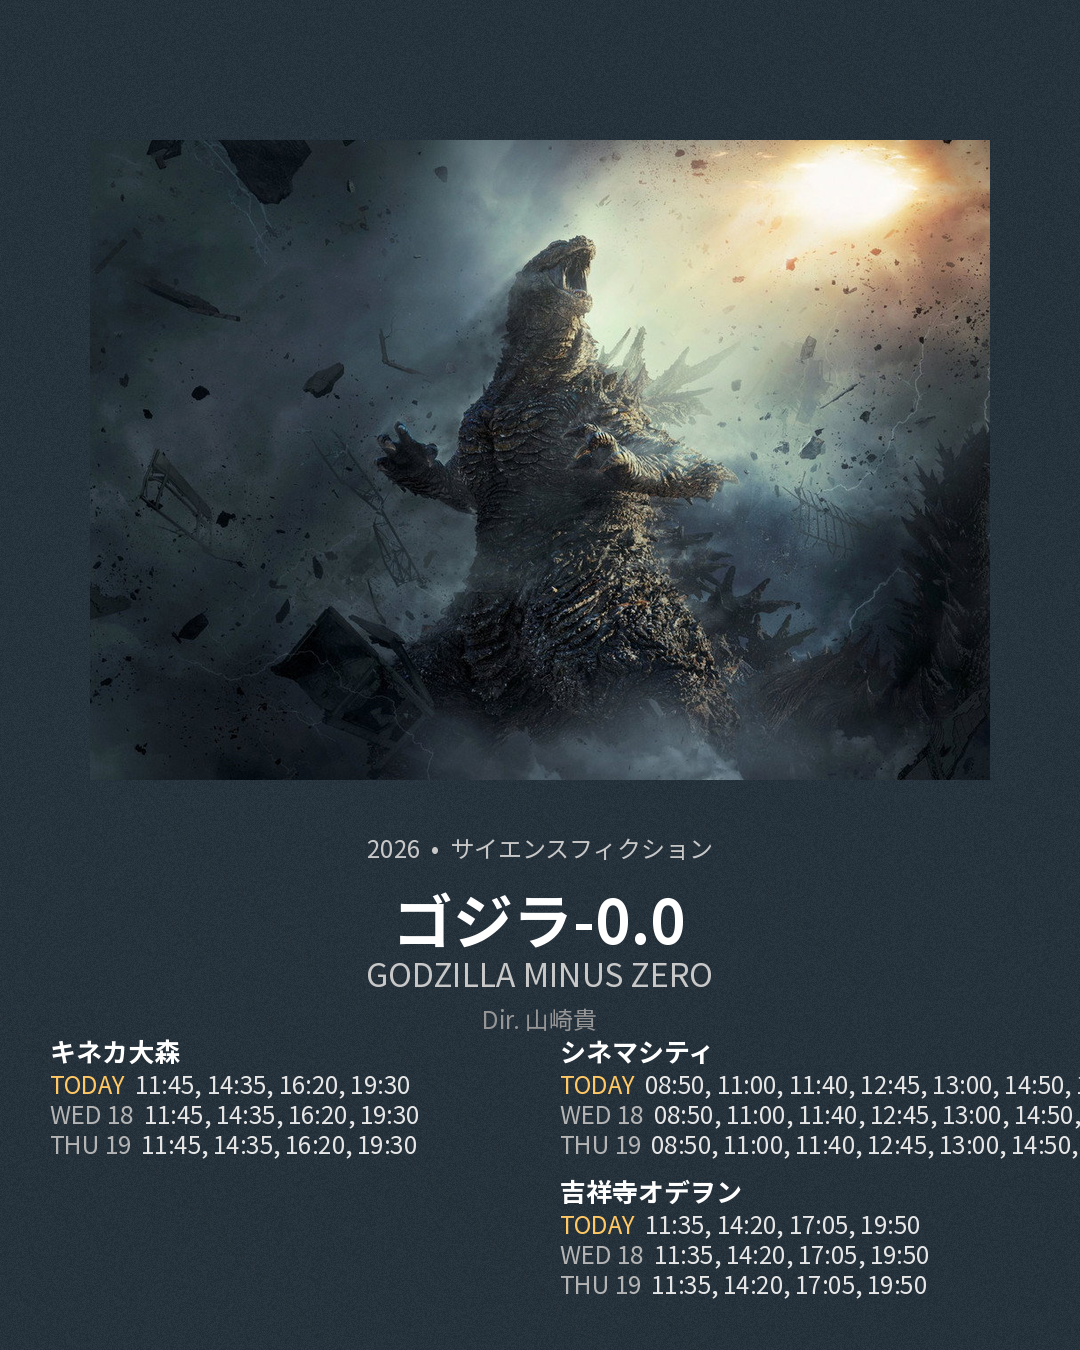 2026 • サイエンスフィクション
ゴジラ-0.0
GODZILLA MINUS ZERO
Dir. 山崎貴
キネカ大森
TODAY 11:45, 14:35, 16:20, 19:30
WED 18 11:45, 14:35, 16:20, 19:30
THU 19 11:45, 14:35, 16:20, 19:30
シネマシティ
TODAY 08:50, 11:00, 11:40, 12:45, 13:00, 14:50,
WED 18 08:50, 11:00, 11:40, 12:45, 13:00, 14:50,
THU 19 08:50, 11:00, 11:40, 12:45, 13:00, 14:50,
吉祥寺オデヲン
TODAY 11:35, 14:20, 17:05, 19:50
WED 18 11:35, 14:20, 17:05, 19:50
THU 19 11:35, 14:20, 17:05, 19:50